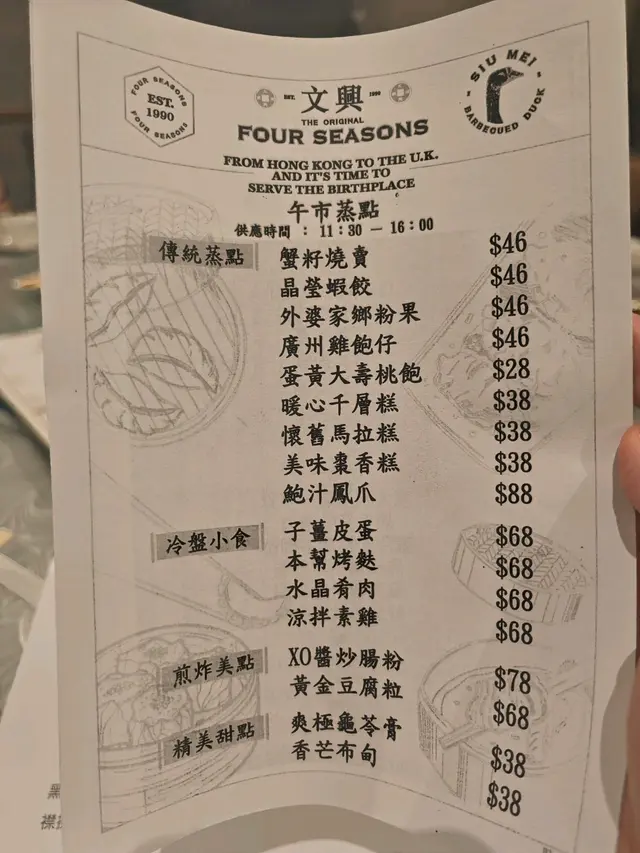 FOUR SEASONS
EST.
1990
FOUR SEASONS
EST. 文興 1990
THE ORIGINAL
FOUR SEASONS
SIU MEI
BARBECUED DUCK
FROM HONG KONG TO THE U.K.
AND IT'S TIME TO
SERVE THE BIRTHPLACE
午市蒸點
供應時間 : 11:30 － 16:00
傳統蒸點
蟹籽燒賣 $46
晶瑩蝦餃 $46
外婆家鄉粉果 $46
廣州雞飽仔 $46
蛋黃大壽桃飽 $28
暖心千層糕 $38
懷舊馬拉糕 $38
美味棗香糕 $38
鮑汁鳳爪 $88
冷盤小食
子薑皮蛋 $68
本幫烤麩 $68
水晶肴肉 $68
涼拌素雞 $68
煎炸美點
XO醬炒腸粉 $78
黃金豆腐粒 $68
精美甜點
爽極龜苓膏 $38
香芒布甸 $38